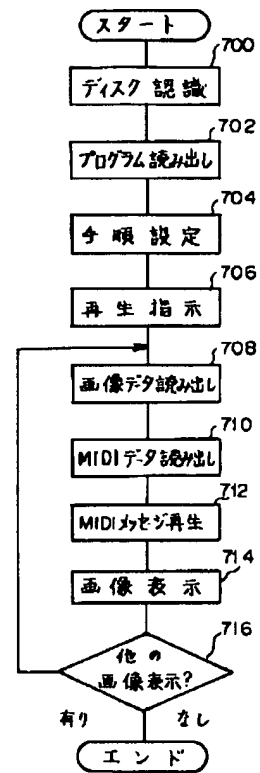 スタート
700
ディスク認識
702
プログラム読み出し
704
手順設定
706
再生指示
708
画像データ読み出し
710
MIDIデータ読み出し
712
MIDIメッセジ再生
714
画像表示
716
他の
画像表示?
有り
なし
エンド